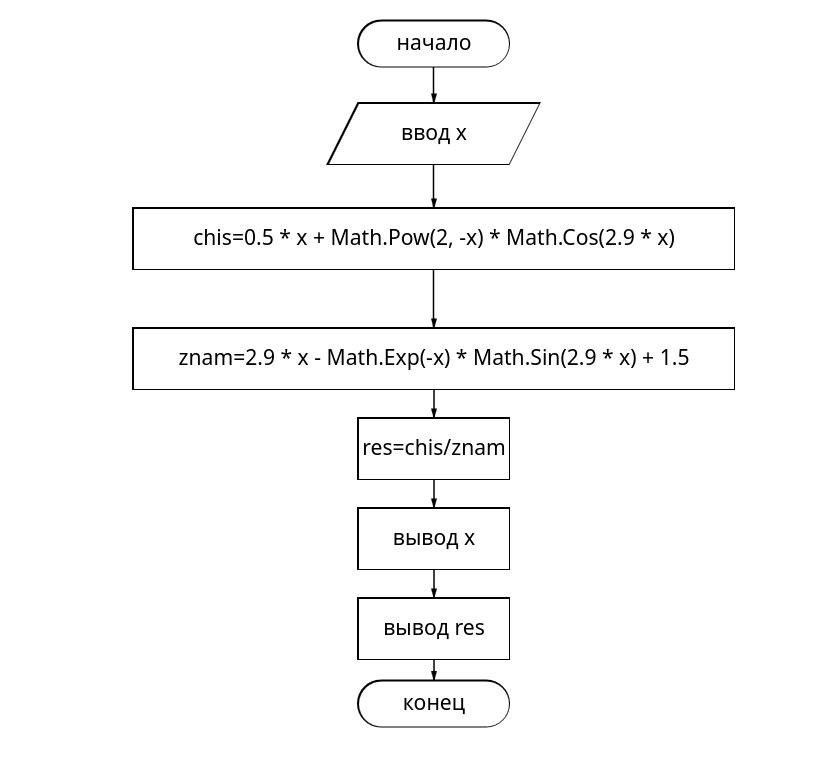 начало
ввод x
chis=0.5 * x + Math.Pow(2, -x) * Math.Cos(2.9 * x)
znam=2.9 * x - Math.Exp(-x) * Math.Sin(2.9 * x) + 1.5
res=chis/znam
вывод x
вывод res
конец